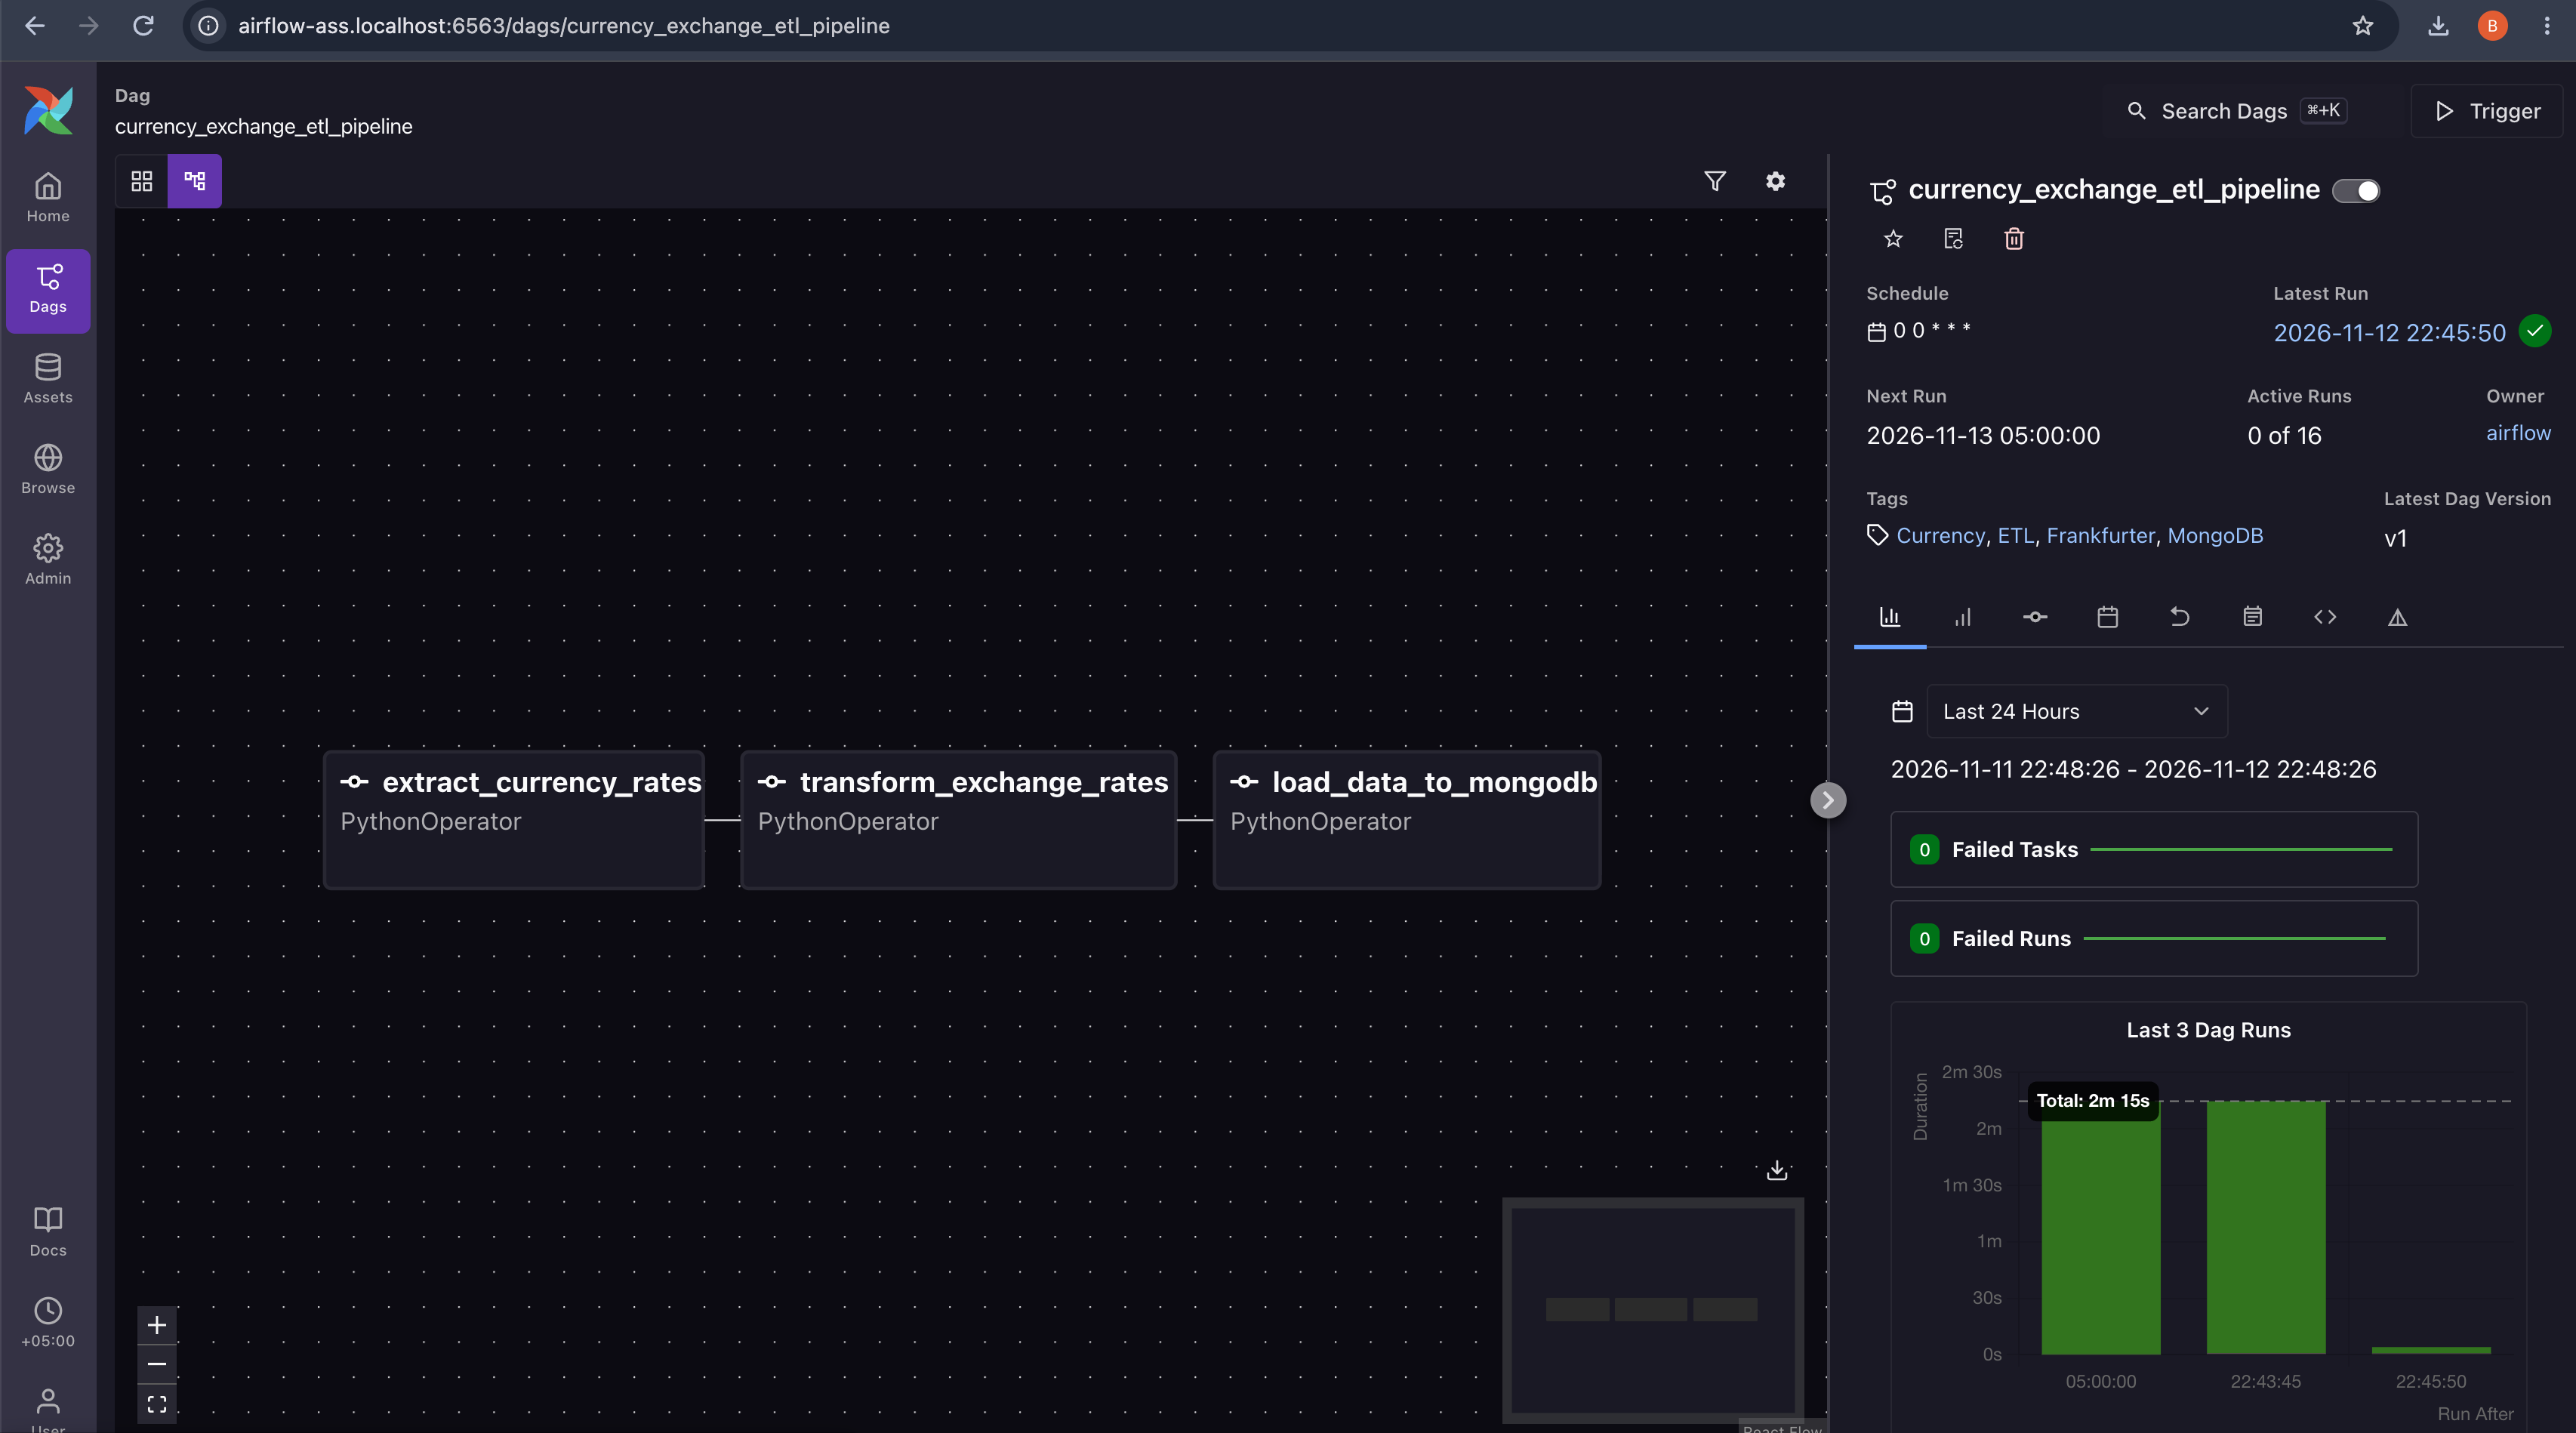 airflow-ass.localhost:6563/dags/currency_exchange_etl_pipeline
B
Dag
currency_exchange_etl_pipeline
Search Dags ⌘+K
Trigger
Home
Dags
Assets
Browse
Admin
Docs
+05:00
User
extract_currency_rates
PythonOperator
transform_exchange_rates
PythonOperator
load_data_to_mongodb
PythonOperator
React Flow
currency_exchange_etl_pipeline
Schedule
Latest Run
0 0 * * *
2026-11-12 22:45:50
Next Run
Active Runs
Owner
2026-11-13 05:00:00
0 of 16
airflow
Tags
Latest Dag Version
Currency, ETL, Frankfurter, MongoDB
v1
Last 24 Hours
2026-11-11 22:48:26 - 2026-11-12 22:48:26
0 Failed Tasks
0 Failed Runs
Last 3 Dag Runs
Duration
2m 30s
Total: 2m 15s
2m
1m 30s
1m
30s
0s
05:00:00
22:43:45
22:45:50
Run After